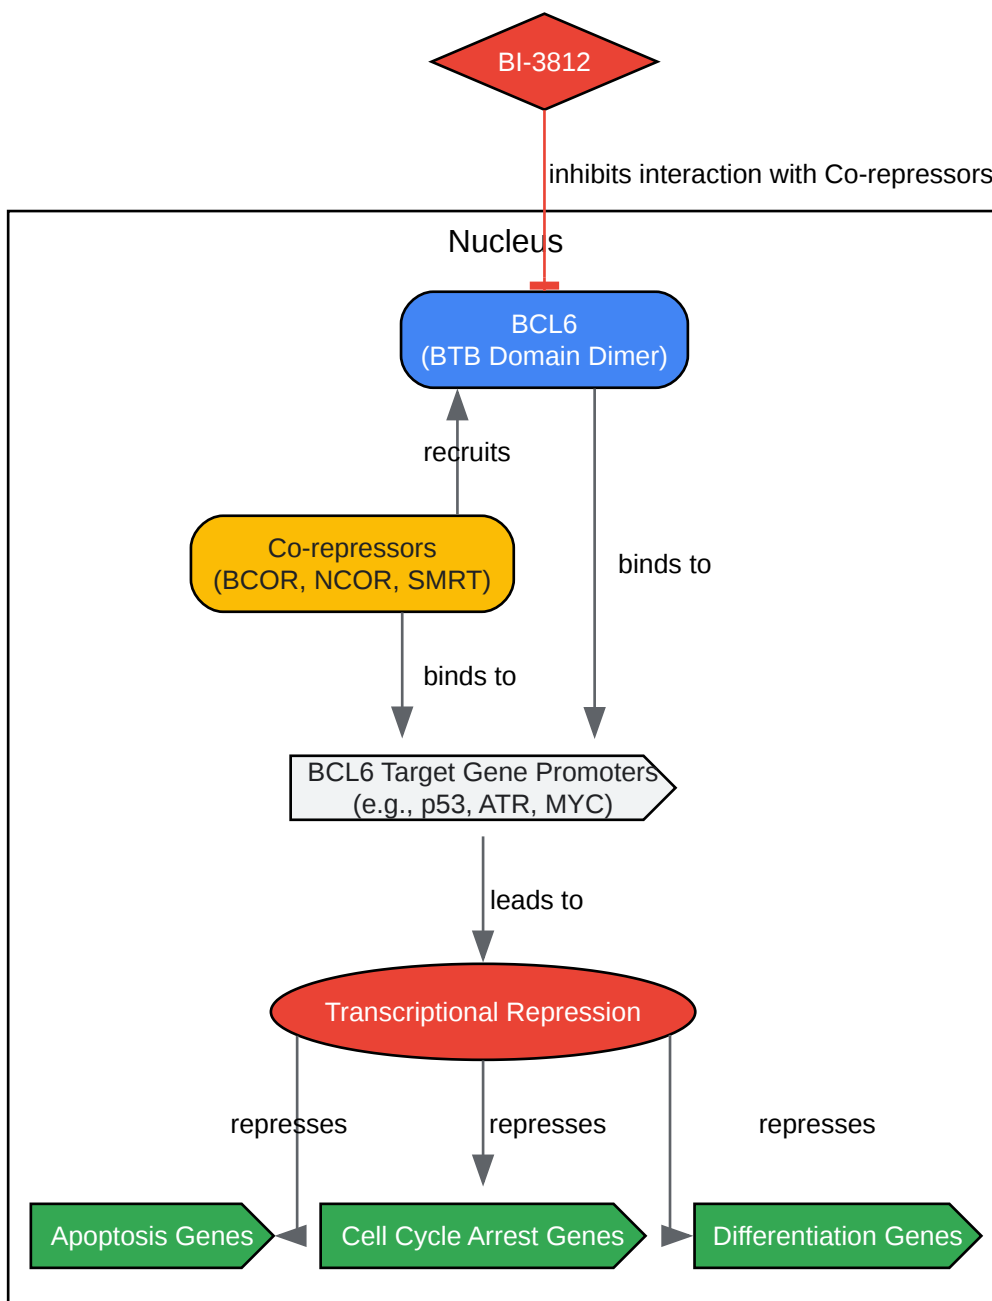 BI-3812
inhibits interaction with Co-repressors
Nucleus
BCL6
(BTB Domain Dimer)
recruits
Co-repressors
(BCOR, NCOR, SMRT)
binds to
binds to
BCL6 Target Gene Promoters
(e.g., p53, ATR, MYC)
leads to
Transcriptional Repression
represses
represses
represses
Apoptosis Genes
Cell Cycle Arrest Genes
Differentiation Genes